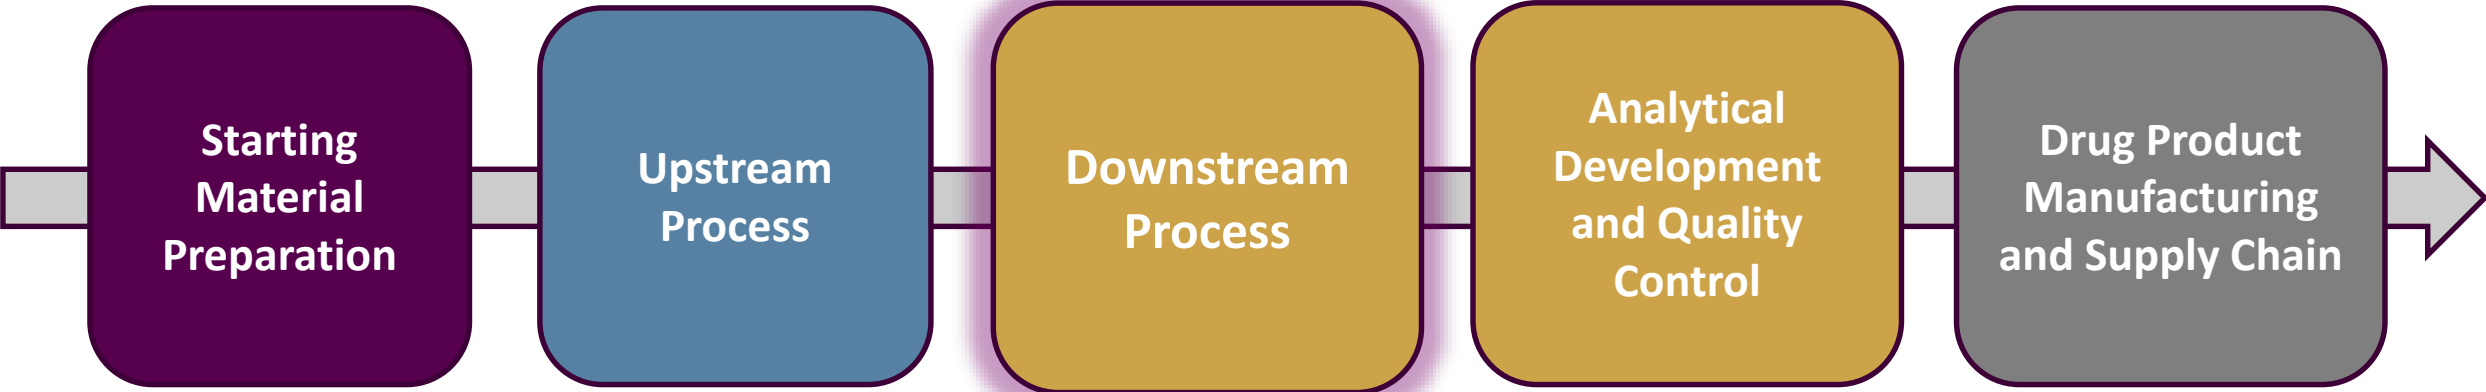 Starting
Material
Preparation
Upstream
Process
Downstream
Process
Analytical
Development
and Quality
Control
Drug Product
Manufacturing
and Supply Chain